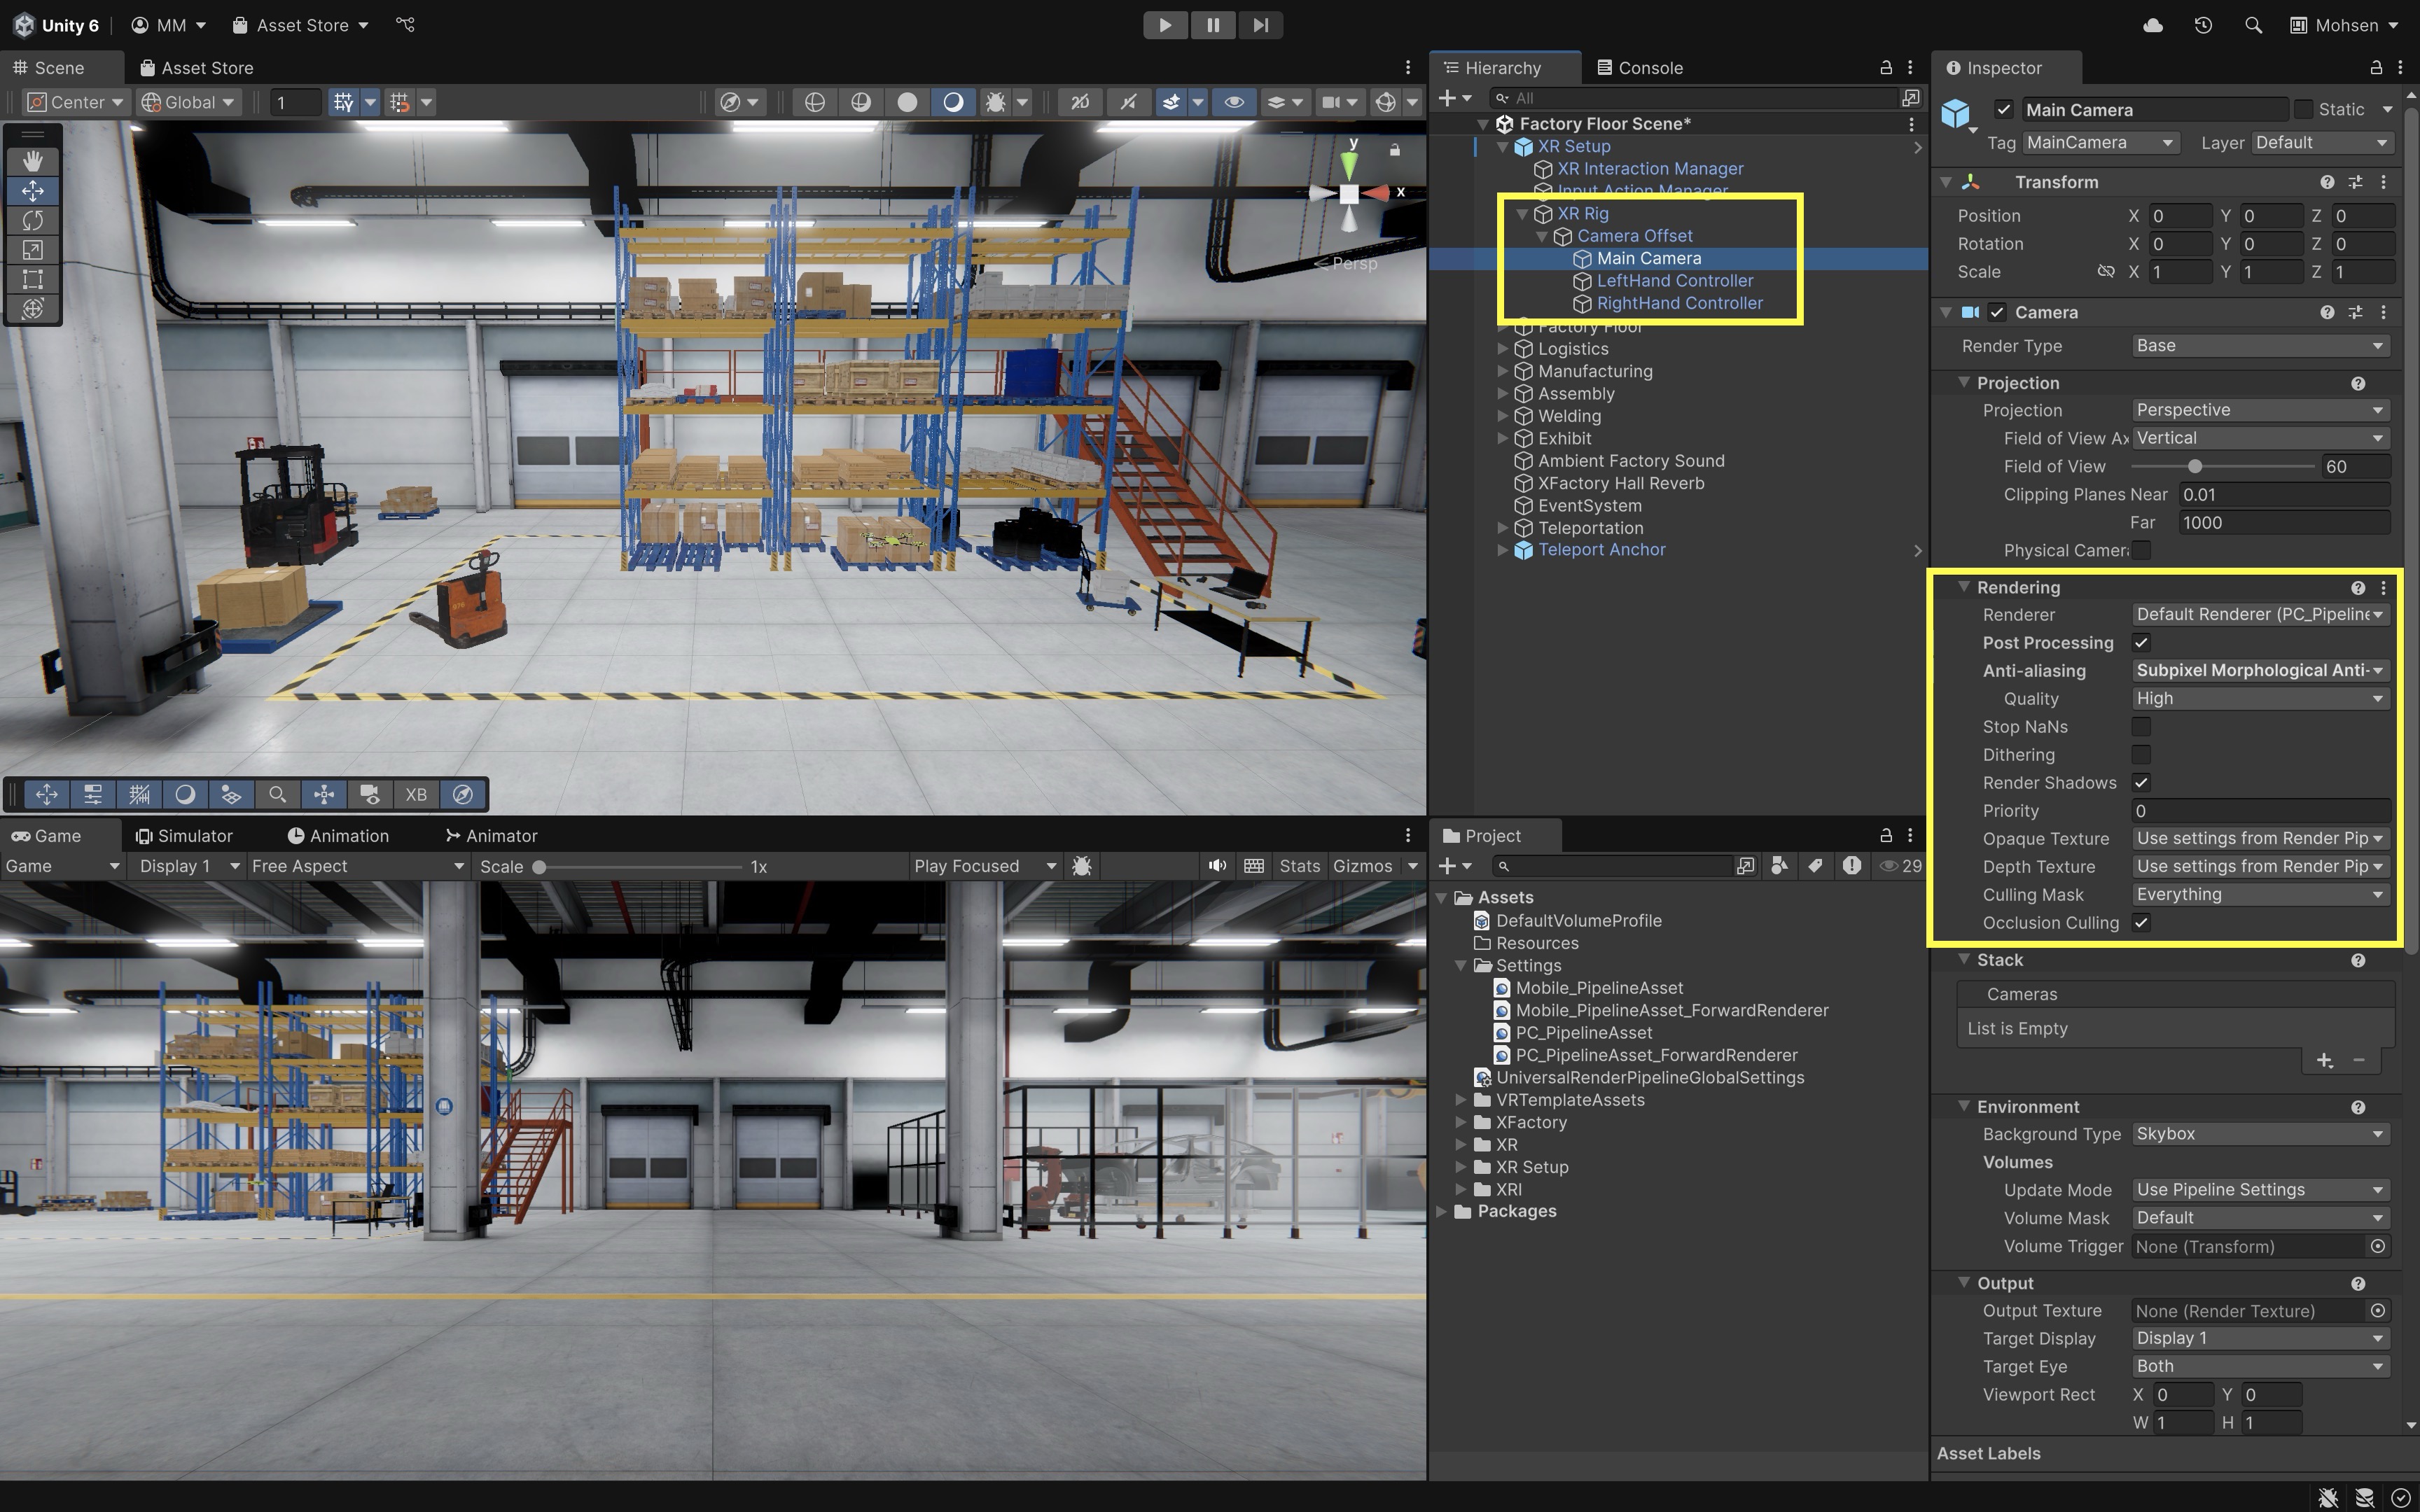 Unity 6
MM
Asset Store
Mohsen
Scene
Asset Store
Center
Global
1
2D
y
x
Persp
XB
Game
Simulator
Animation
Animator
Game
Display 1
Free Aspect
Scale
1x
Play Focused
Stats
Gizmos
Hierarchy
Console
All
Factory Floor Scene*
XR Setup
XR Interaction Manager
Input Action Manager
XR Rig
Camera Offset
Main Camera
LeftHand Controller
RightHand Controller
Factory Floor
Logistics
Manufacturing
Assembly
Welding
Exhibit
Ambient Factory Sound
XFactory Hall Reverb
EventSystem
Teleportation
Teleport Anchor
Project
29
Assets
DefaultVolumeProfile
Resources
Settings
Mobile_PipelineAsset
Mobile_PipelineAsset_ForwardRenderer
PC_PipelineAsset
PC_PipelineAsset_ForwardRenderer
UniversalRenderPipelineGlobalSettings
VRTemplateAssets
XFactory
XR
XR Setup
XRI
Packages
Inspector
Main Camera
Static
Tag MainCamera Layer Default
Transform
Position X 0 Y 0 Z 0
Rotation X 0 Y 0 Z 0
Scale X 1 Y 1 Z 1
Camera
Render Type Base
Projection
Projection Perspective
Field of View Ax Vertical
Field of View 60
Clipping Planes Near 0.01
Far 1000
Physical Camer
Rendering
Renderer Default Renderer (PC_Pipeline
Post Processing
Anti-aliasing Subpixel Morphological Anti-
Quality High
Stop NaNs
Dithering
Render Shadows
Priority 0
Opaque Texture Use settings from Render Pip
Depth Texture Use settings from Render Pip
Culling Mask Everything
Occlusion Culling
Stack
Cameras
List is Empty
Environment
Background Type Skybox
Volumes
Update Mode Use Pipeline Settings
Volume Mask Default
Volume Trigger None (Transform)
Output
Output Texture None (Render Texture)
Target Display Display 1
Target Eye Both
Viewport Rect X 0 Y 0
W 1 H 1
Asset Labels